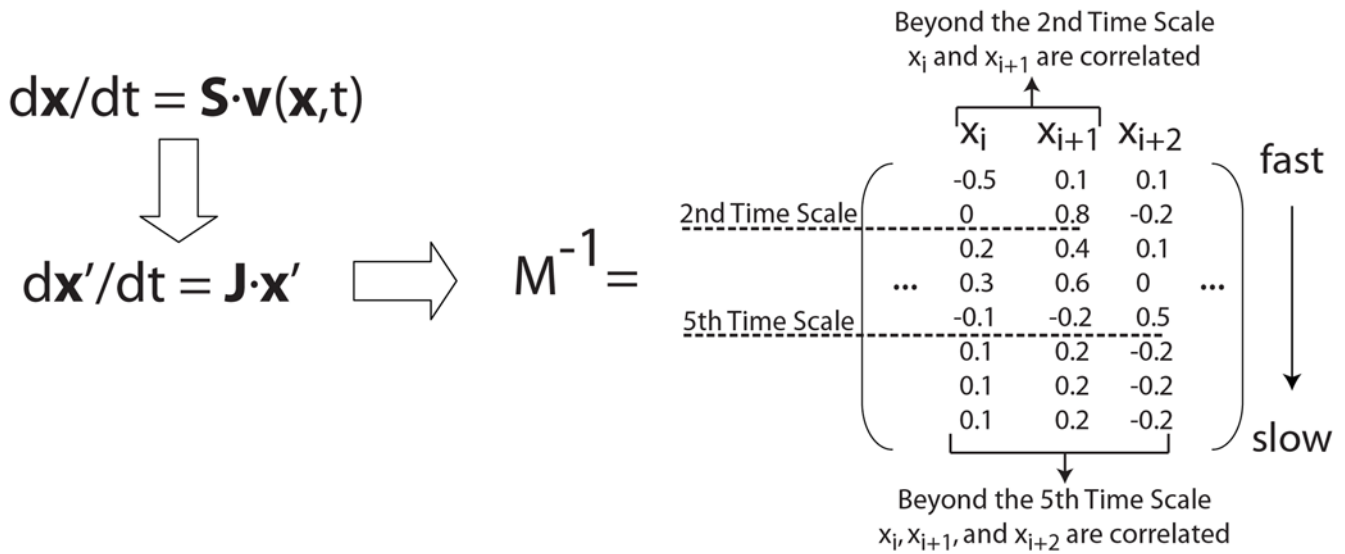 dx/dt = S·v(x,t)
dx'/dt = J·x'
M⁻¹=
Beyond the 2nd Time Scale
xᵢ and xᵢ₊₁ are correlated
xᵢ xᵢ₊₁ xᵢ₊₂
-0.5 0.1 0.1
2nd Time Scale 0 0.8 -0.2
0.2 0.4 0.1
... 0.3 0.6 0 ...
5th Time Scale -0.1 -0.2 0.5
0.1 0.2 -0.2
0.1 0.2 -0.2
0.1 0.2 -0.2
fast
slow
Beyond the 5th Time Scale
xᵢ,xᵢ₊₁, and xᵢ₊₂ are correlated